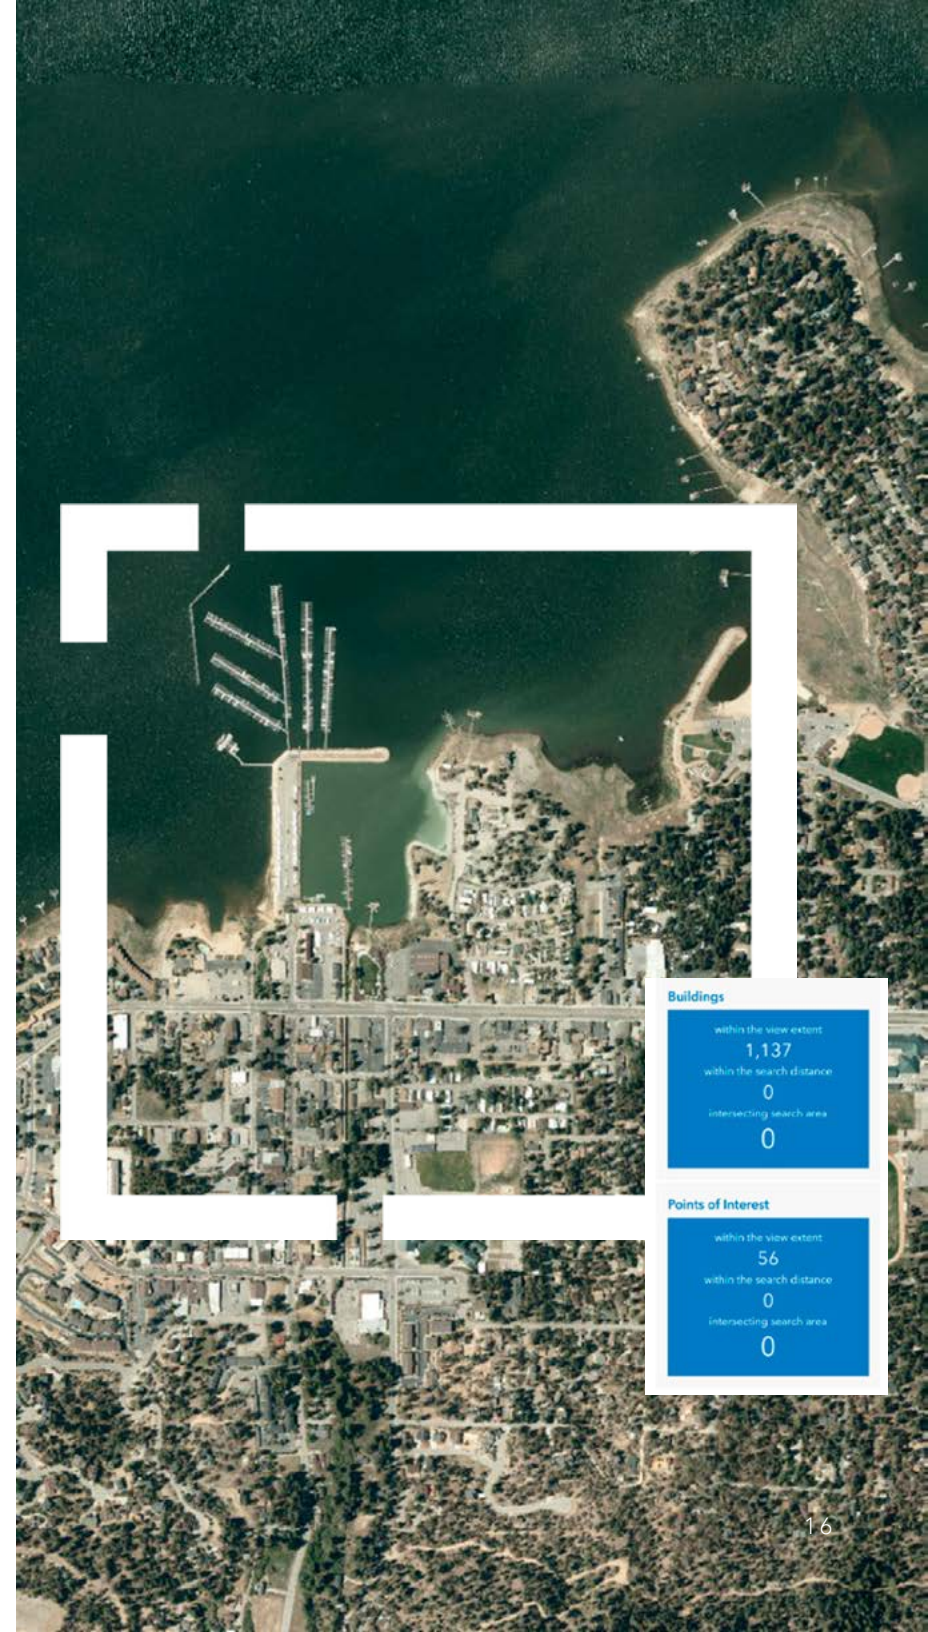 Buildings
within the view extent
1,137
within the search distance
0
intersecting search area
0
Points of Interest
within the view extent
56
within the search distance
0
intersecting search area
0
16